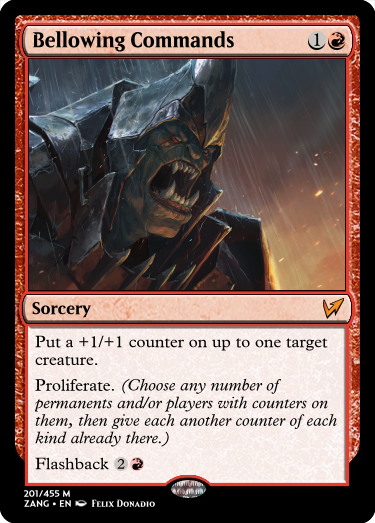 Bellowing Commands 1
Sorcery
Put a +1/+1 counter on up to one target
creature.
Proliferate. (Choose any number of
permanents and/or players with counters on
them, then give each another counter of each
kind already there.)
Flashback 2
201/455 M
ZANG • EN Felix Donadio